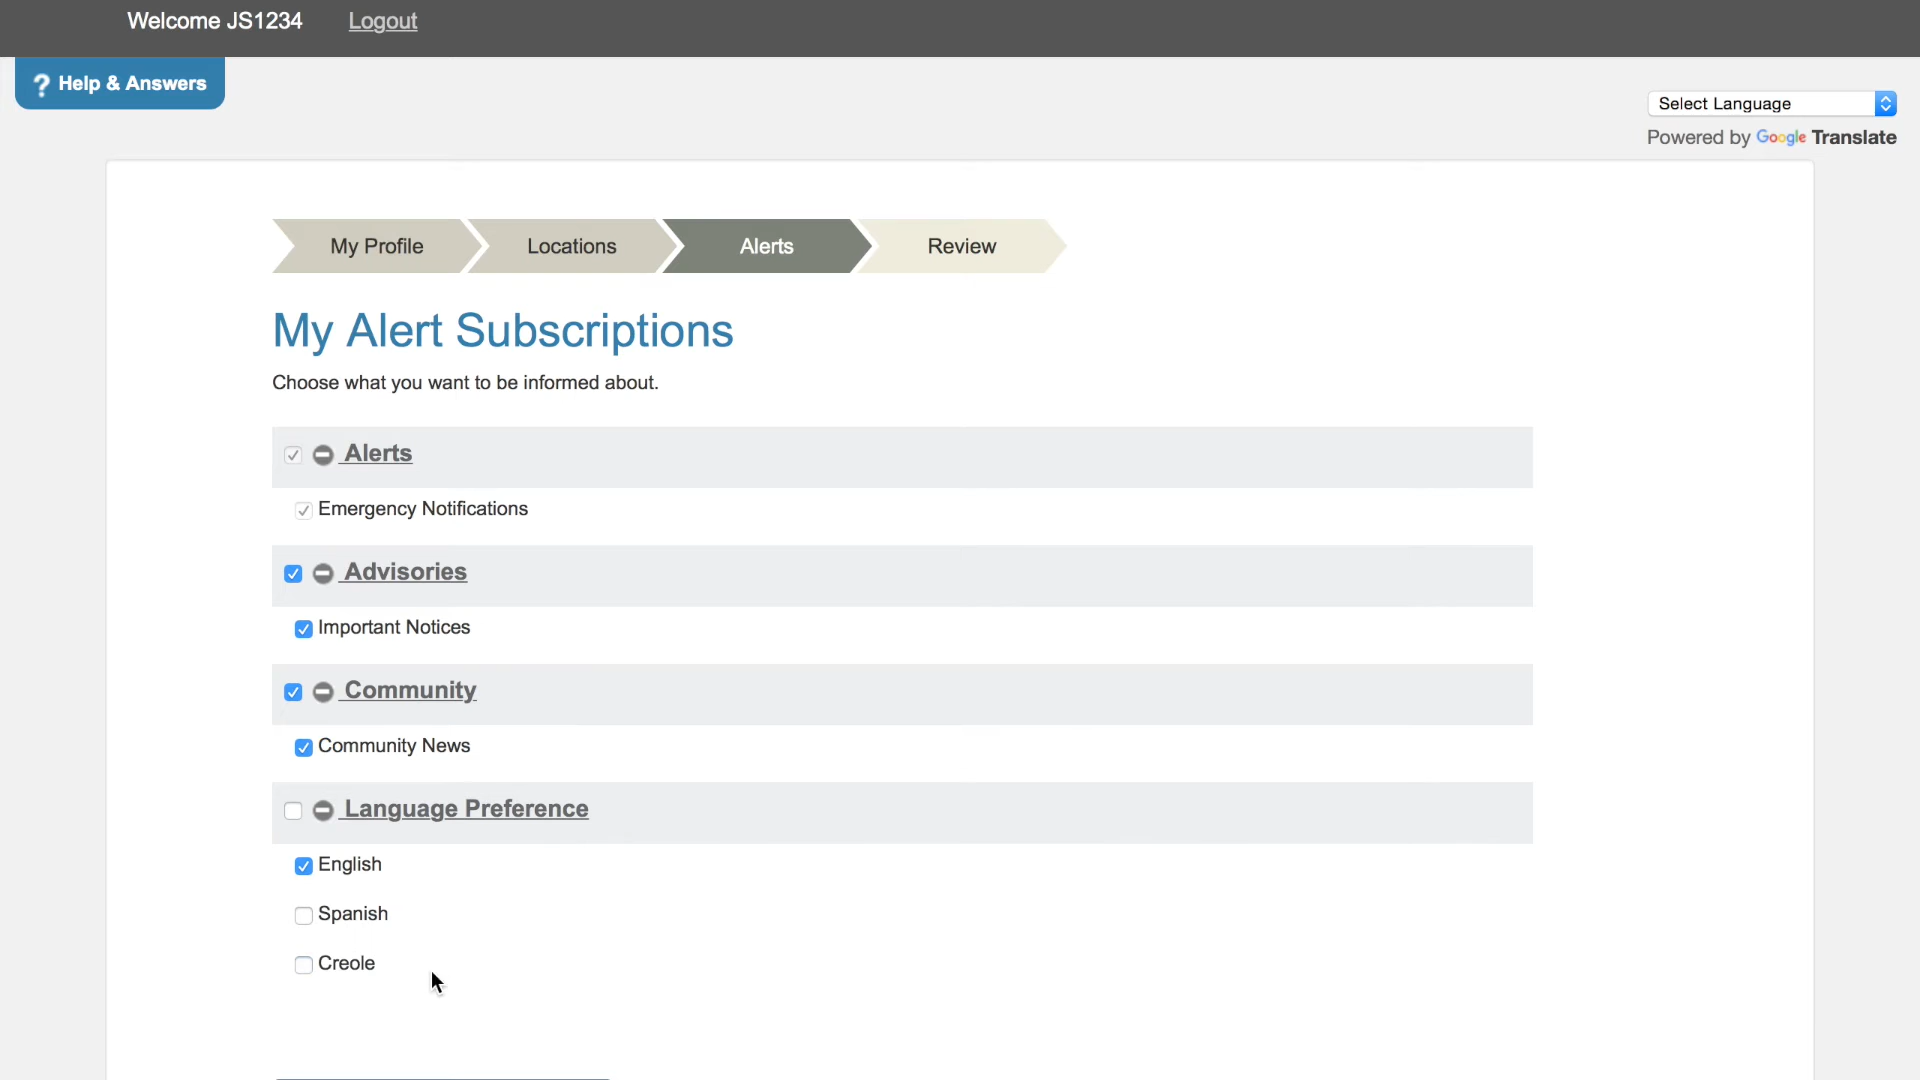 Welcome JS1234 Logout
? Help & Answers
Select Language
Powered by Google Translate
My Profile Locations Alerts Review
My Alert Subscriptions
Choose what you want to be informed about.
Alerts
Emergency Notifications
Advisories
Important Notices
Community
Community News
Language Preference
English
Spanish
Creole